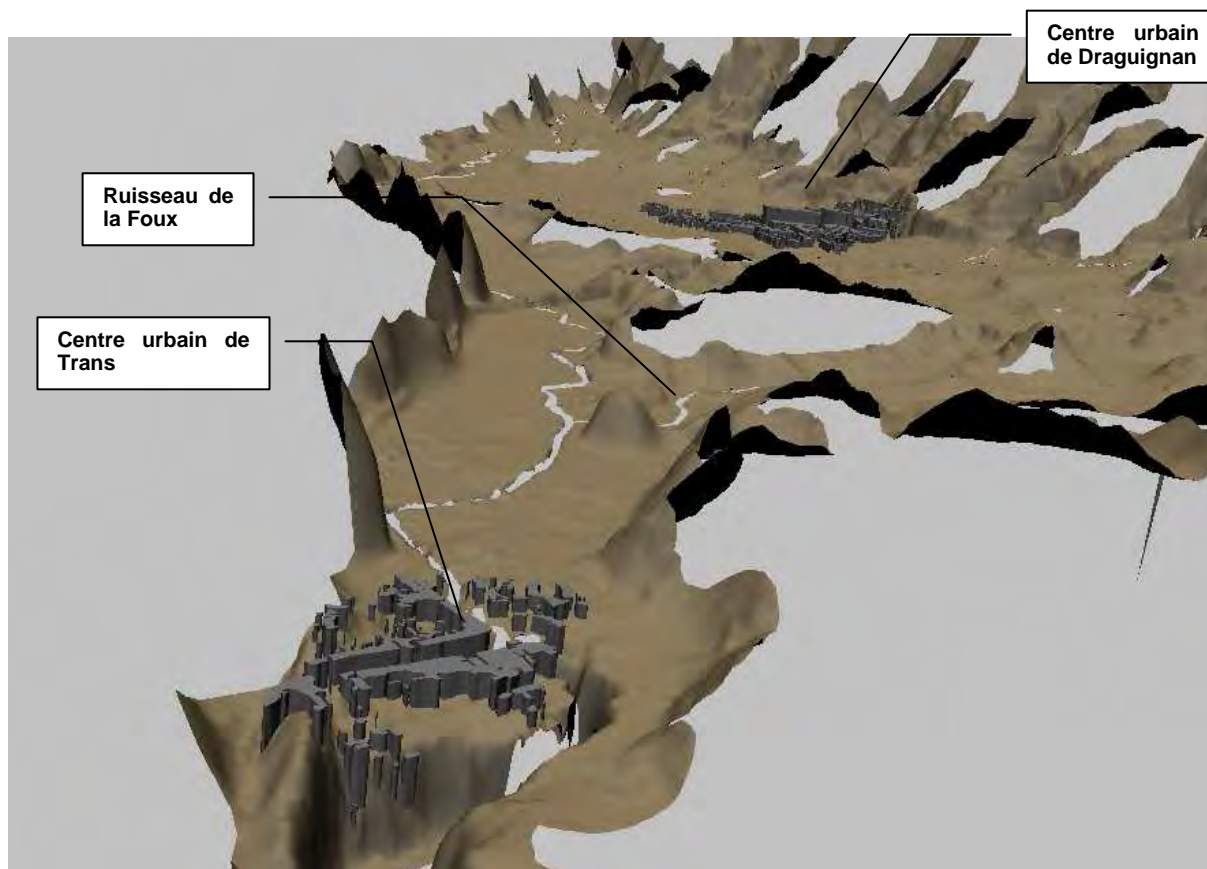 Centre urbain
de Draguignan
Ruisseau de
la Foux
Centre urbain de
Trans